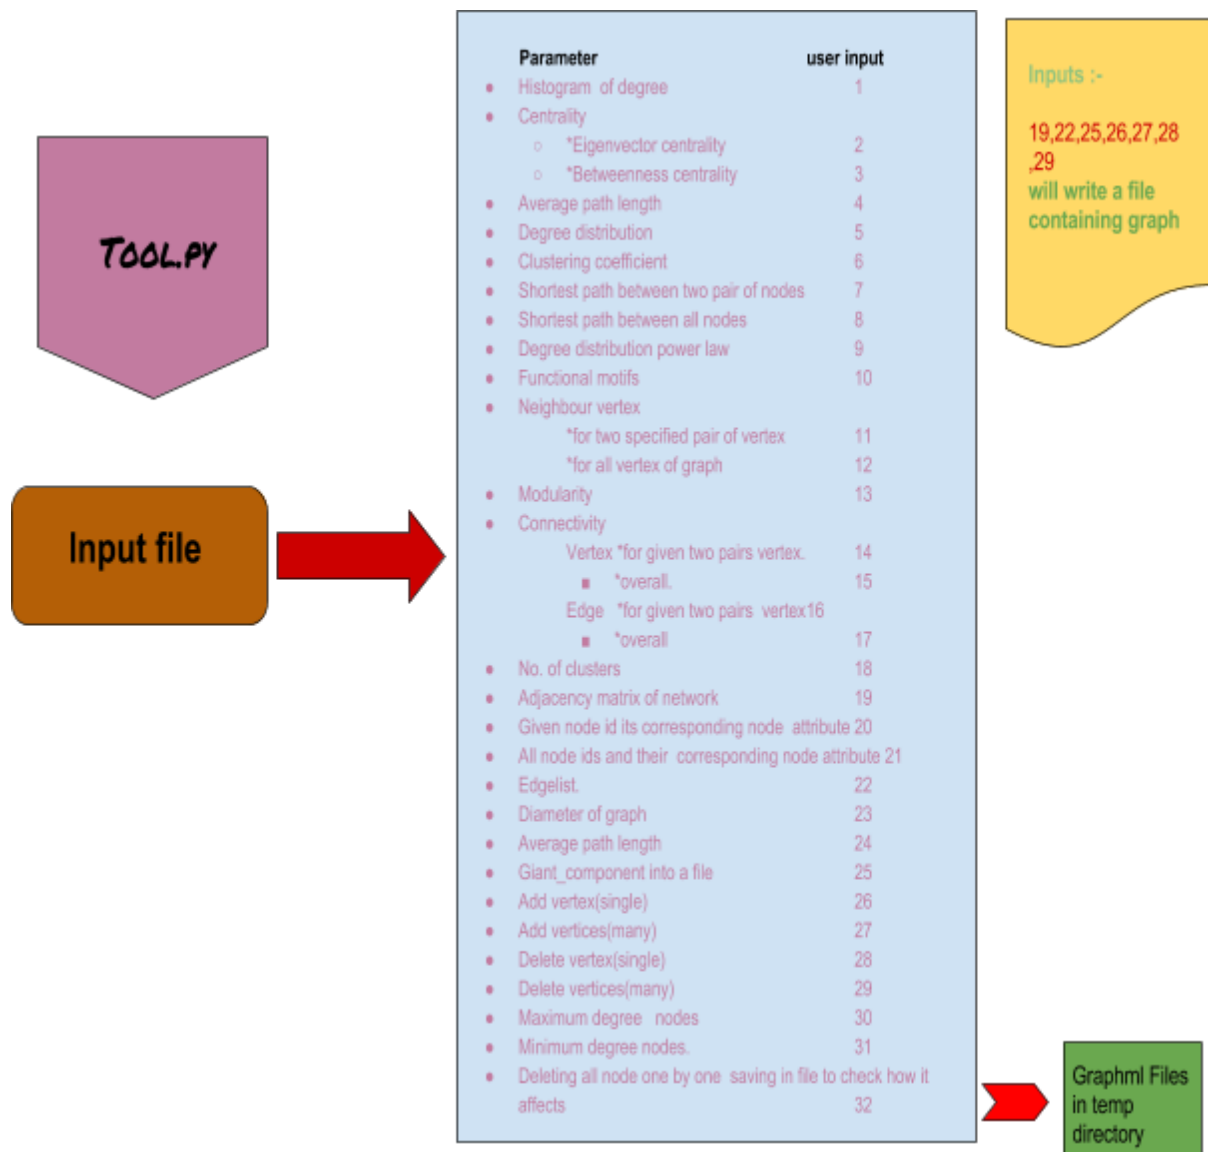 TOOL.PY
Input file
Parameter user input
● Histogram of degree 1
● Centrality
○ *Eigenvector centrality 2
○ *Betweenness centrality 3
● Average path length 4
● Degree distribution 5
● Clustering coefficient 6
● Shortest path between two pair of nodes 7
● Shortest path between all nodes 8
● Degree distribution power law 9
● Functional motifs 10
● Neighbour vertex
*for two specified pair of vertex 11
*for all vertex of graph 12
● Modularity 13
● Connectivity
Vertex *for given two pairs vertex. 14
■ *overall. 15
Edge *for given two pairs vertex16
■ *overall 17
● No. of clusters 18
● Adjacency matrix of network 19
● Given node id its corresponding node attribute 20
● All node ids and their corresponding node attribute 21
● Edgelist. 22
● Diameter of graph 23
● Average path length 24
● Giant_component into a file 25
● Add vertex(single) 26
● Add vertices(many) 27
● Delete vertex(single) 28
● Delete vertices(many) 29
● Maximum degree nodes 30
● Minimum degree nodes. 31
● Deleting all node one by one saving in file to check how it
affects 32
Inputs :-
19,22,25,26,27,28
,29
will write a file
containing graph
Graphml Files
in temp
directory